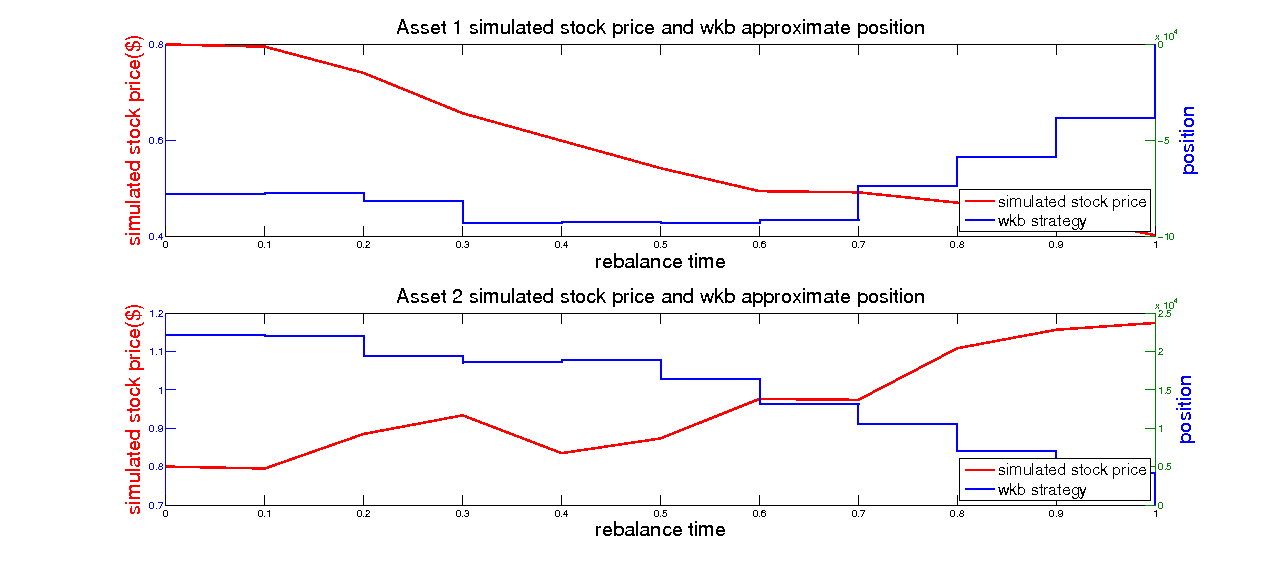 Asset 1 simulated stock price and wkb approximate position
x 10^4
simulated stock price($)
0.8
0.6
0.4
0
-5
-10
position
simulated stock price
wkb strategy
0 0.1 0.2 0.3 0.4 0.5 0.6 0.7 0.8 0.9 1
rebalance time
Asset 2 simulated stock price and wkb approximate position
x 10^4
simulated stock price($)
1.2
1.1
1
0.9
0.8
0.7
2.5
2
1.5
1
0.5
0
position
simulated stock price
wkb strategy
0 0.1 0.2 0.3 0.4 0.5 0.6 0.7 0.8 0.9 1
rebalance time